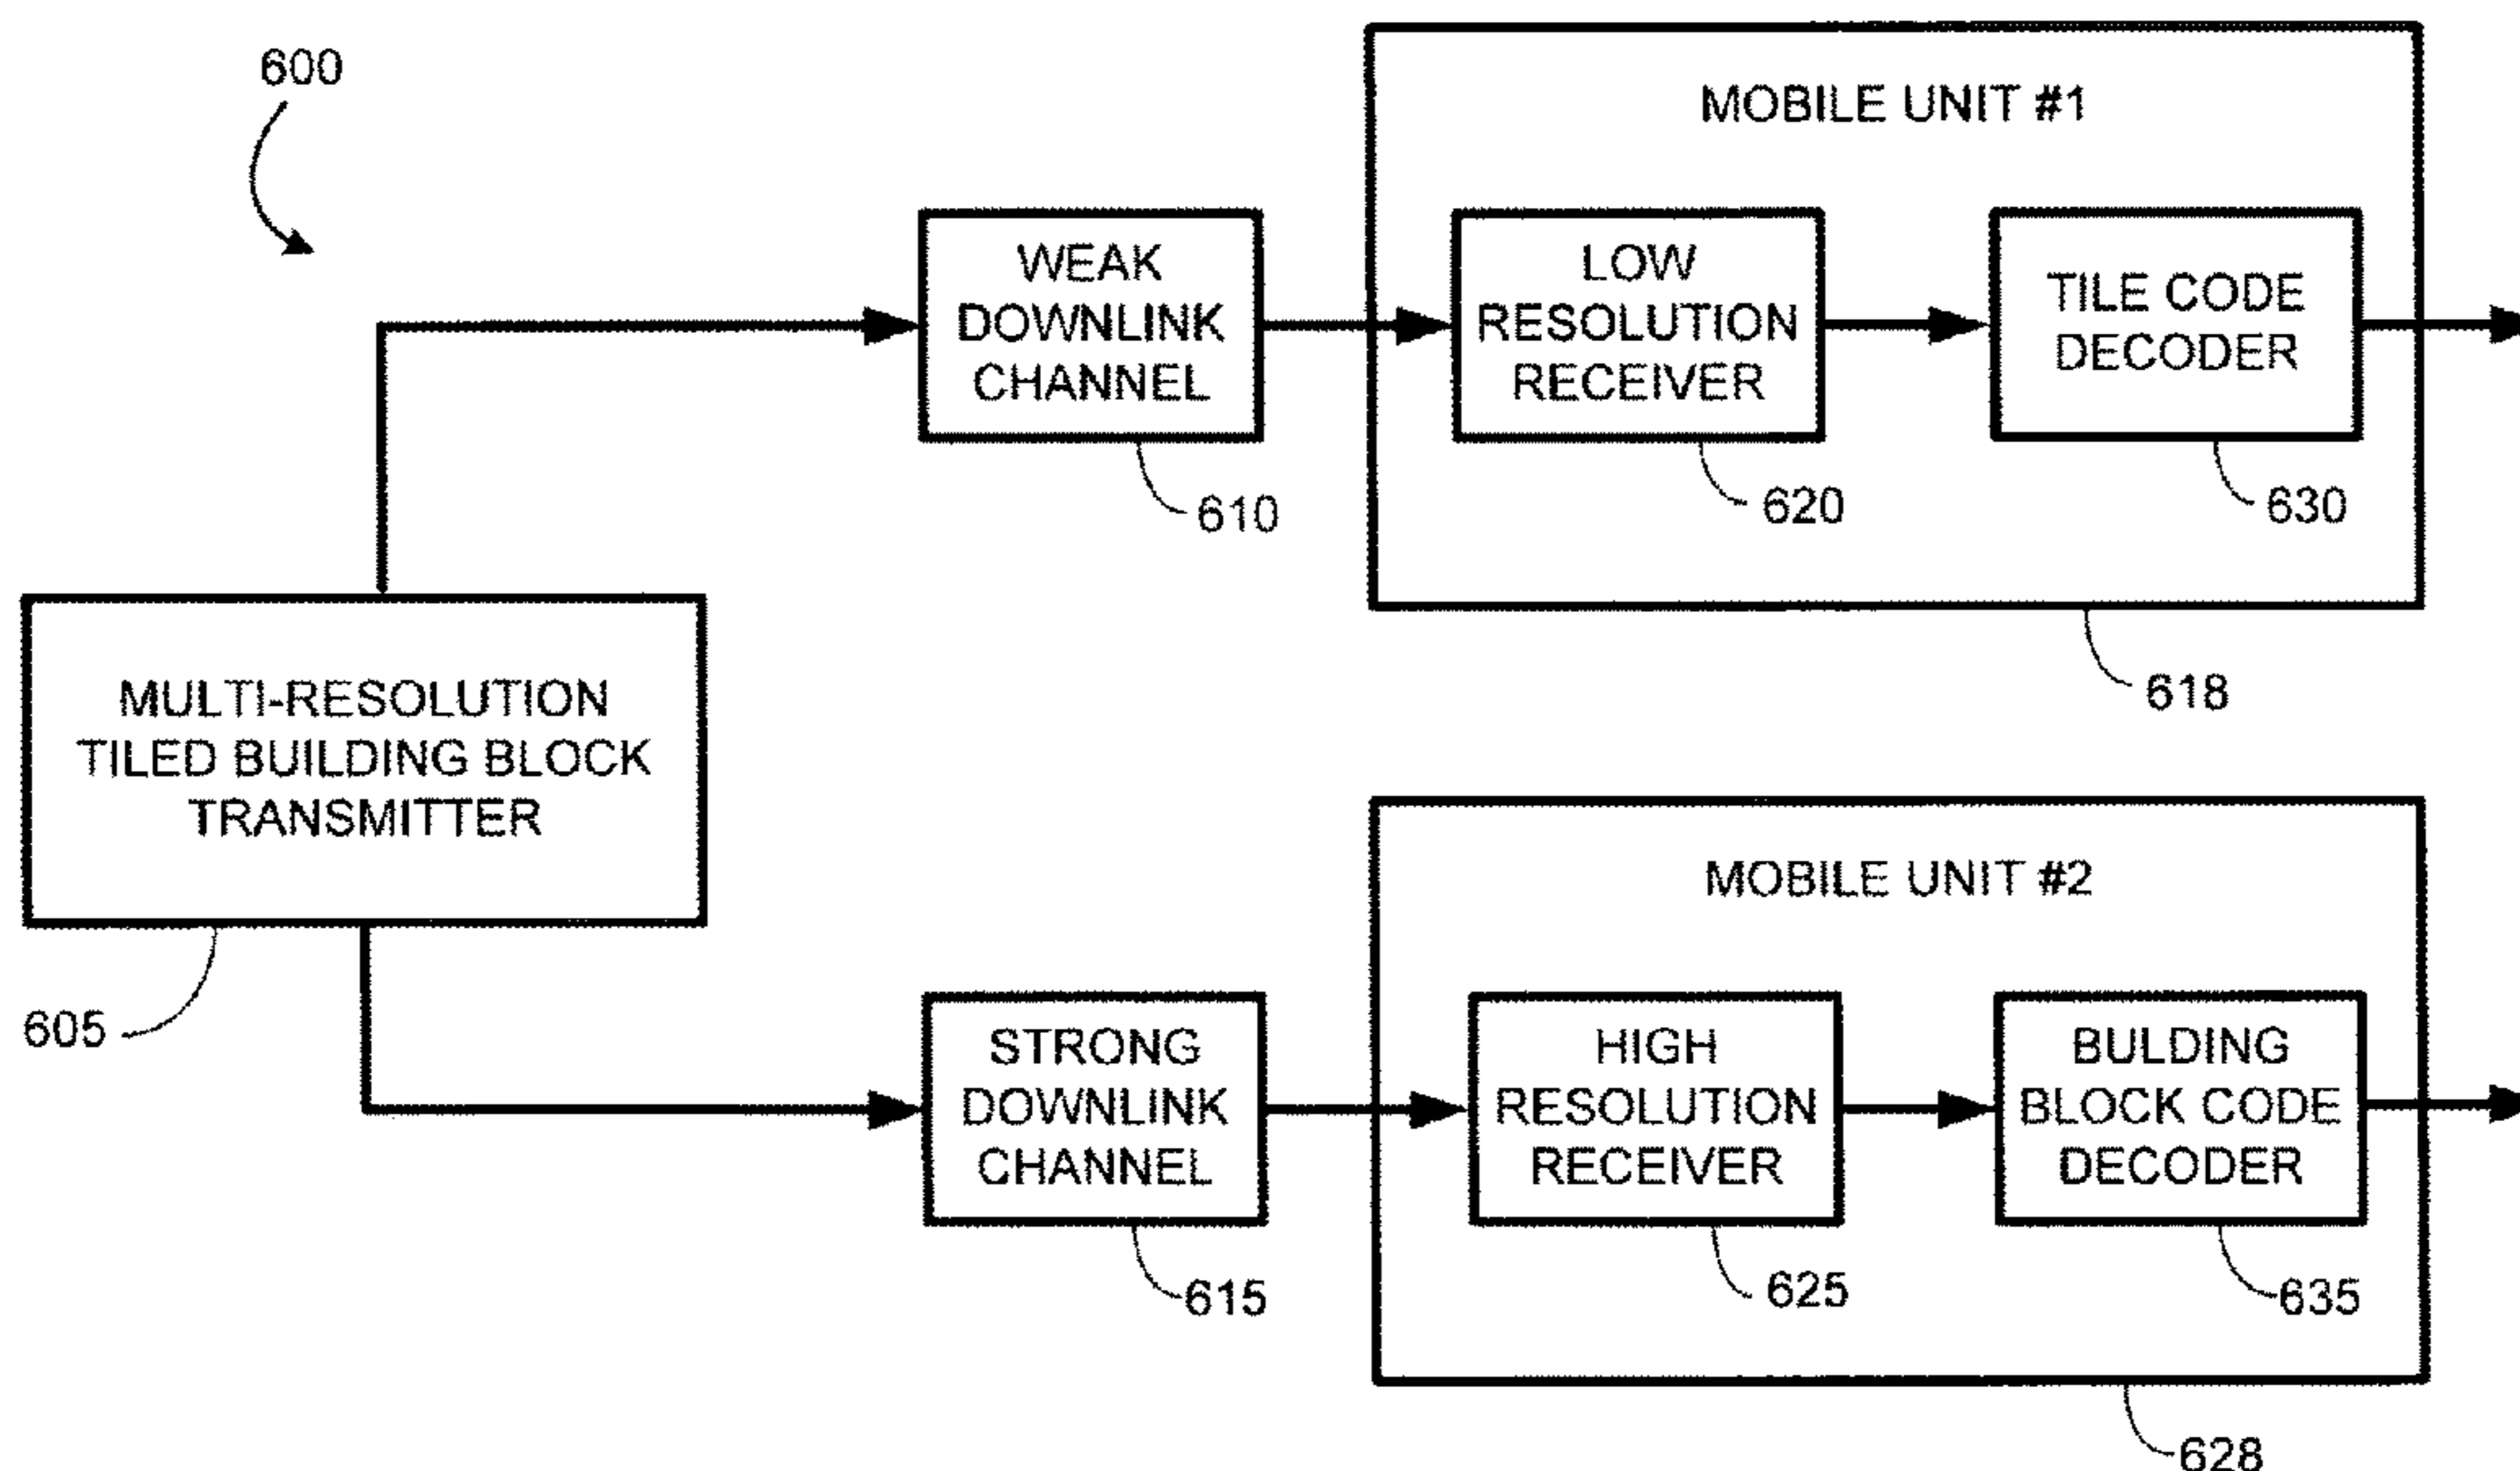 600
MOBILE UNIT #1
WEAK
DOWNLINK
CHANNEL
610
LOW
RESOLUTION
RECEIVER
620
TILE CODE
DECODER
630
618
MULTI-RESOLUTION
TILED BUILDING BLOCK
TRANSMITTER
605
MOBILE UNIT #2
STRONG
DOWNLINK
CHANNEL
615
HIGH
RESOLUTION
RECEIVER
625
BULDING
BLOCK CODE
DECODER
635
628